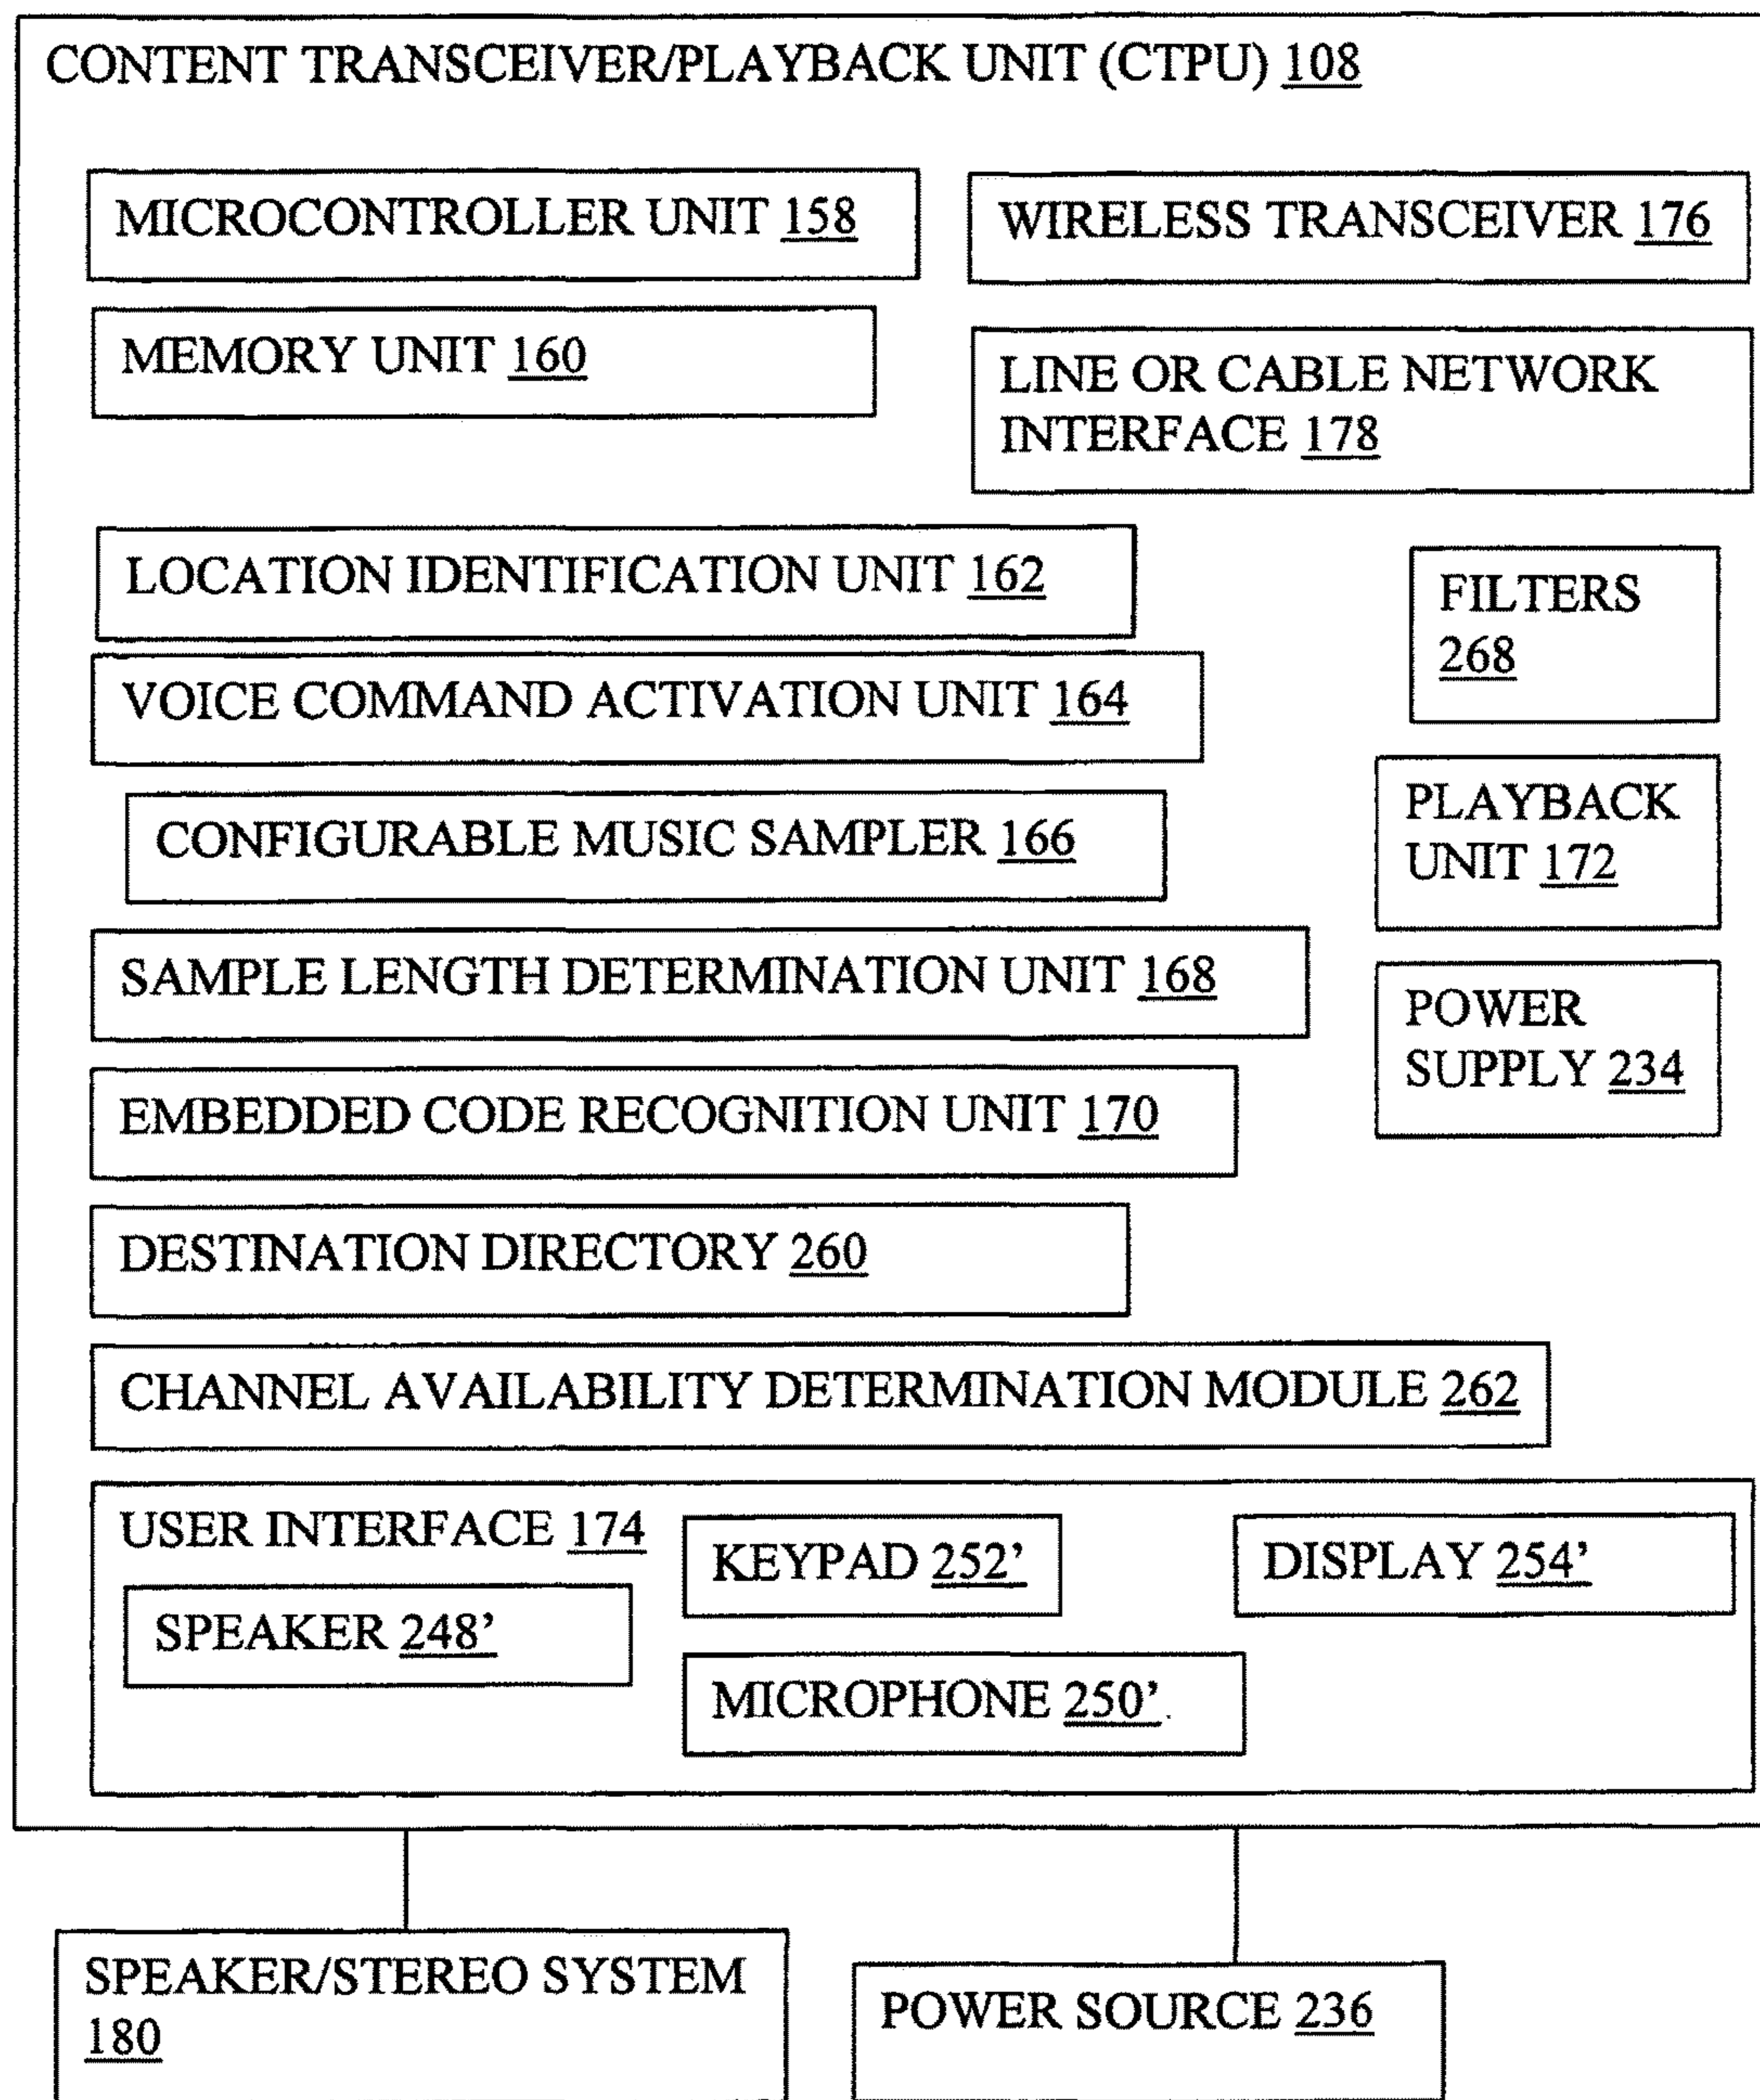 CONTENT TRANSCEIVER/PLAYBACK UNIT (CTPU) 108
MICROCONTROLLER UNIT 158
WIRELESS TRANSCEIVER 176
MEMORY UNIT 160
LINE OR CABLE NETWORK
INTERFACE 178
LOCATION IDENTIFICATION UNIT 162
FILTERS
268
VOICE COMMAND ACTIVATION UNIT 164
PLAYBACK
UNIT 172
CONFIGURABLE MUSIC SAMPLER 166
SAMPLE LENGTH DETERMINATION UNIT 168
POWER
SUPPLY 234
EMBEDDED CODE RECOGNITION UNIT 170
DESTINATION DIRECTORY 260
CHANNEL AVAILABILITY DETERMINATION MODULE 262
USER INTERFACE 174
KEYPAD 252’
DISPLAY 254’
SPEAKER 248’
MICROPHONE 250’
SPEAKER/STEREO SYSTEM
180
POWER SOURCE 236